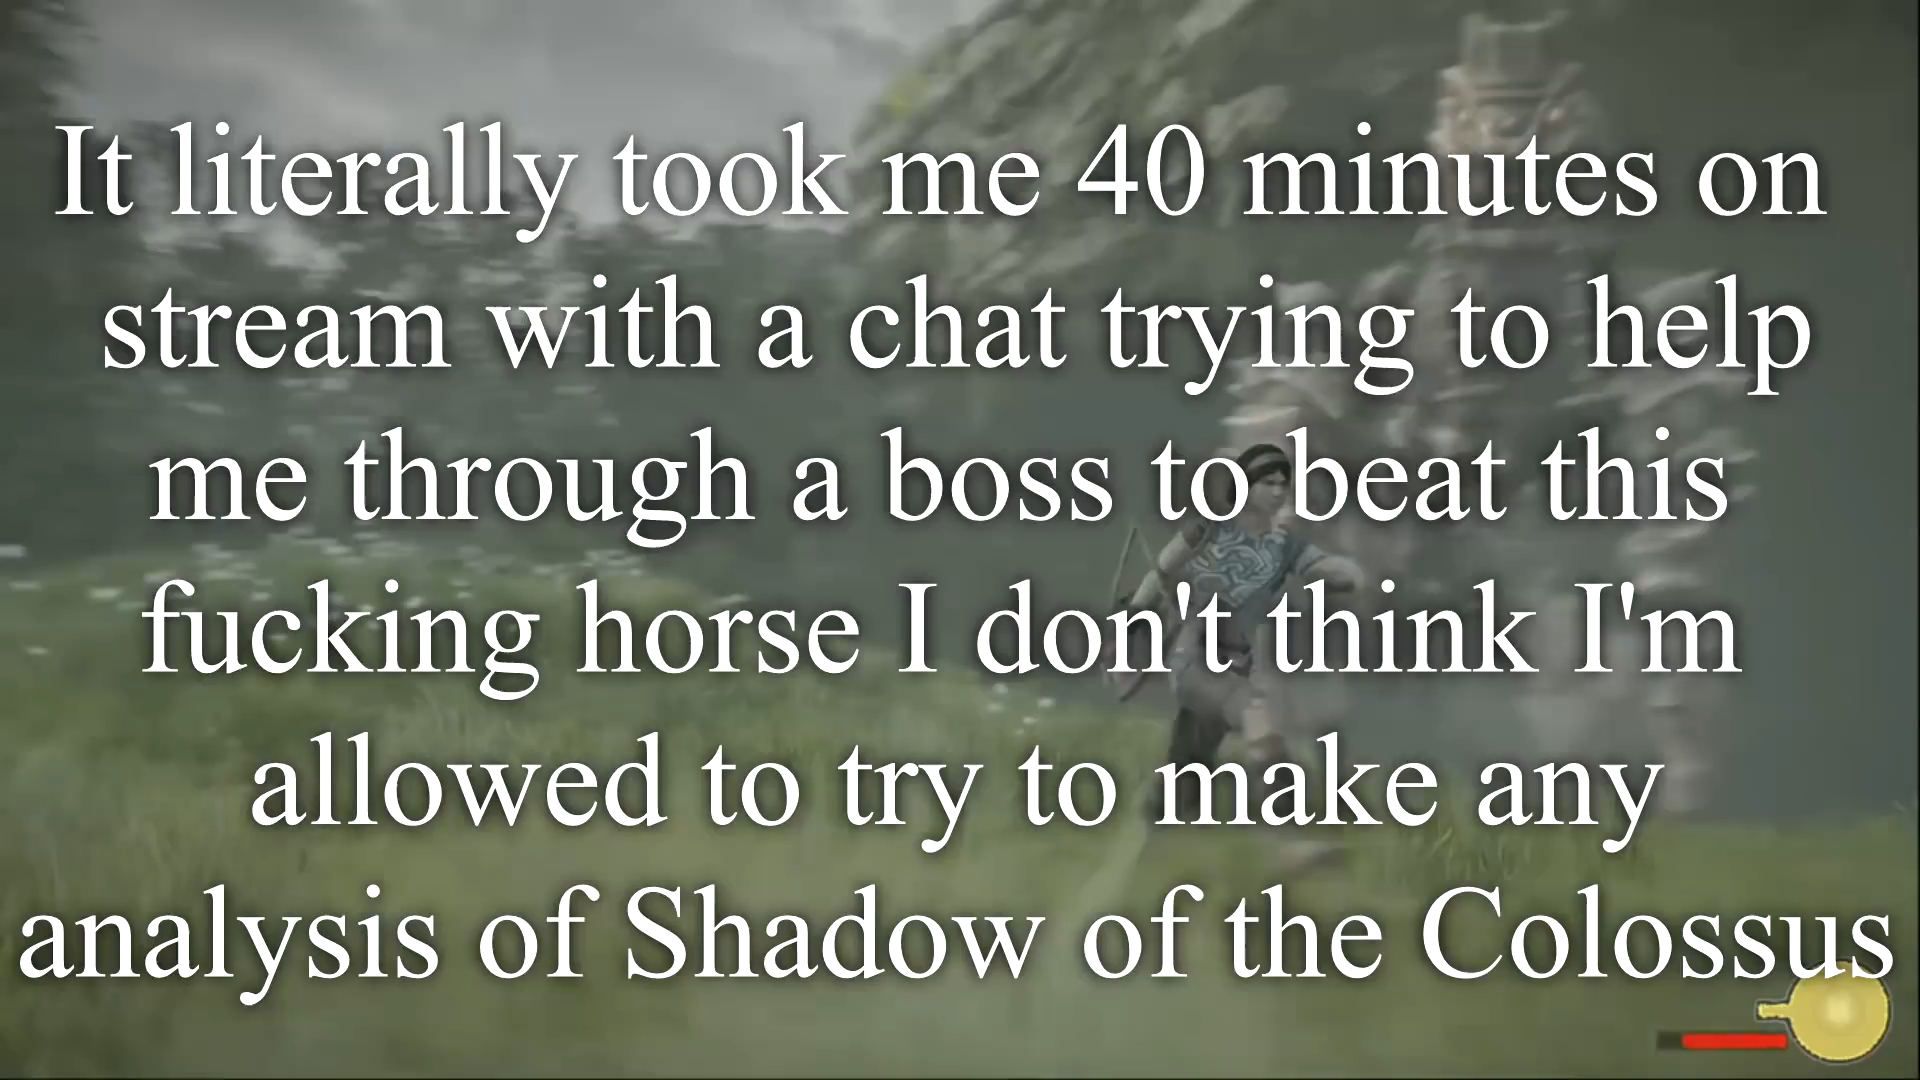 It literally took me 40 minutes on
stream with a chat trying to help
me through a boss to beat this
fucking horse I don't think I'm
allowed to try to make any
analysis of Shadow of the Colossus